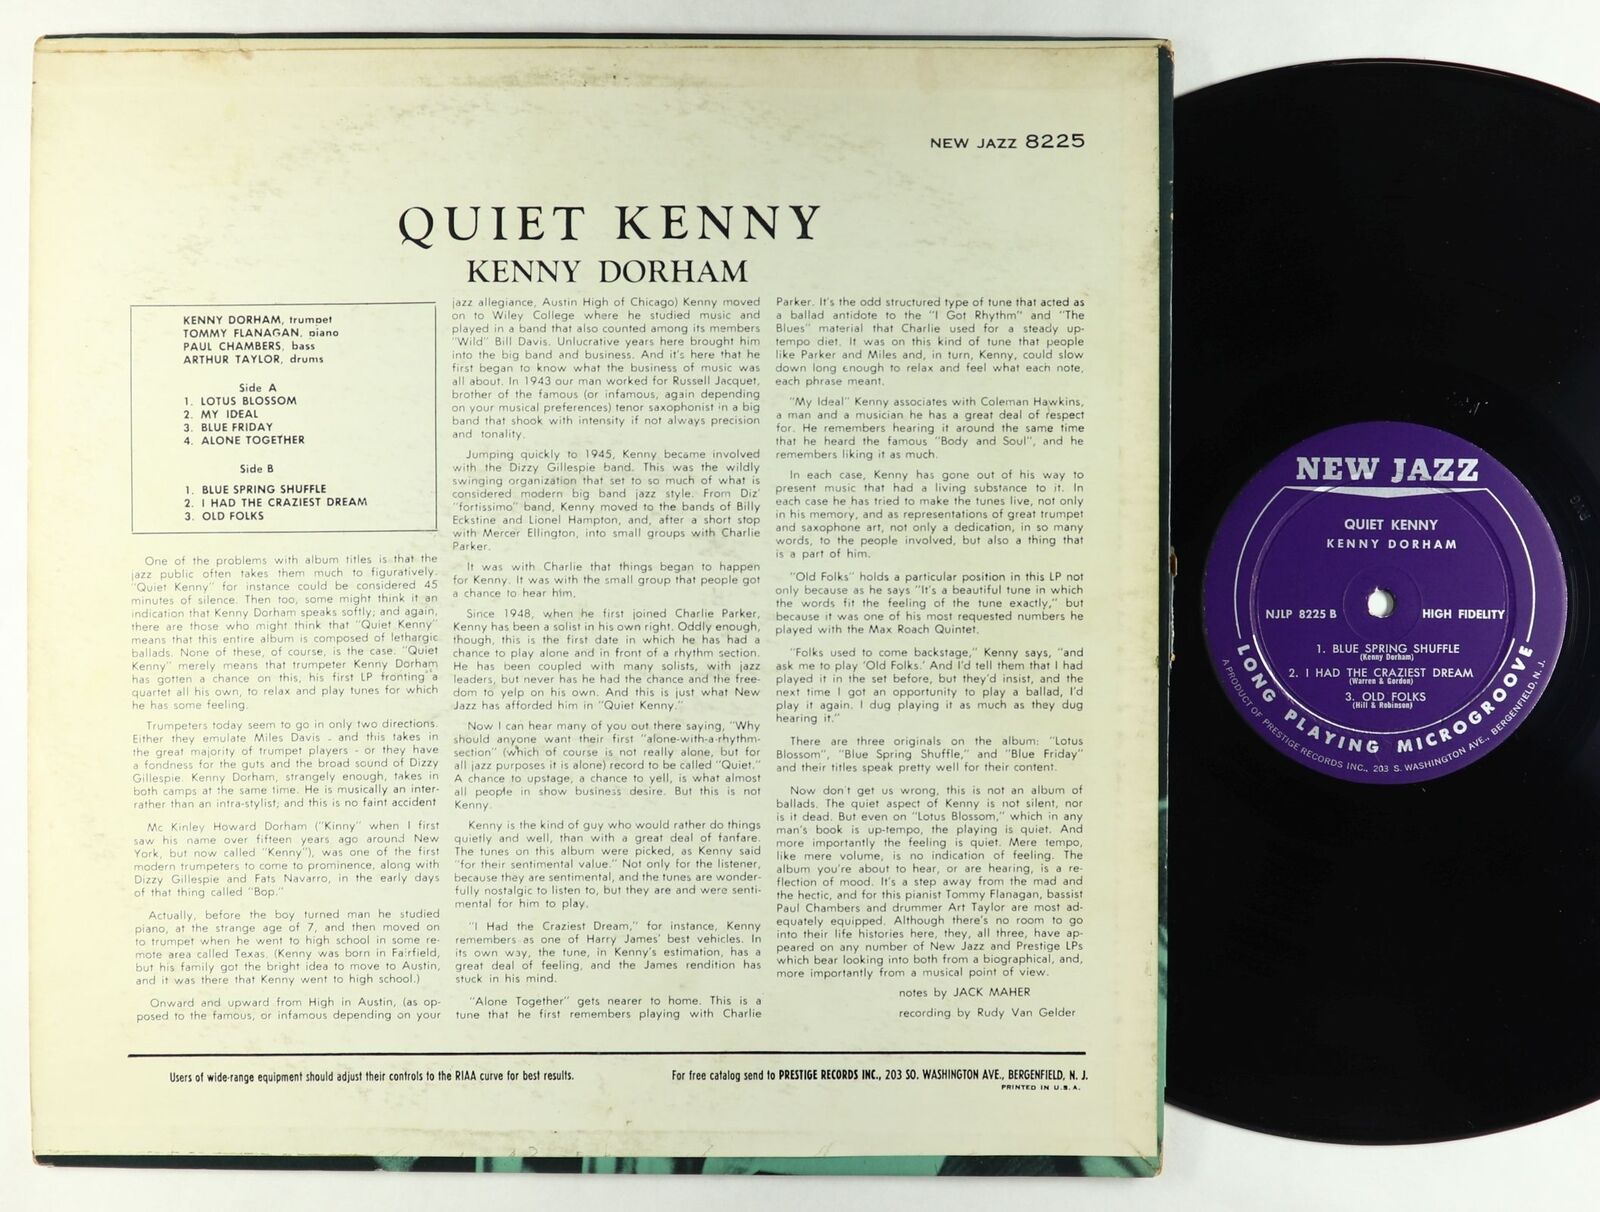 NEW JAZZ 8225
QUIET KENNY
KENNY DORHAM
KENNY DORHAM, trumpet
TOMMY FLANAGAN, piano
PAUL CHAMBERS, bass
ARTHUR TAYLOR, drums
Side A
1. LOTUS BLOSSOM
2. MY IDEAL
3. BLUE FRIDAY
4. ALONE TOGETHER
Side B
1. BLUE SPRING SHUFFLE
2. I HAD THE CRAZIEST DREAM
3. OLD FOLKS
One of the problems with album titles is that the
jazz public often takes them much to figuratively.
"Quiet Kenny" for instance could be considered 45
minutes of silence. Then too, some might think it an
indication that Kenny Dorham speaks softly; and again,
there are those who might think that "Quiet Kenny"
means that this entire album is composed of lethargic
ballads. None of these, of course, is the case. "Quiet
Kenny" merely means that trumpeter Kenny Dorham
has gotten a chance on this, his first LP fronting a
quartet all his own, to relax and play tunes for which
he has some feeling.
Trumpeters today seem to go in only two directions.
Either they emulate Miles Davis - and this takes in
the great majority of trumpet players - or they have
a fondness for the guts and the broad sound of Dizzy
Gillespie. Kenny Dorham, strangely enough, takes in
both camps at the same time. He is musically an inter-
rather than an intra-stylist; and this is no faint accident
Mc Kinley Howard Dorham ("Kinny" when I first
saw his name over fifteen years ago around New
York, but now called "Kenny"), was one of the first
modern trumpeters to come to prominence, along with
Dizzy Gillespie and Fats Navarro, in the early days
of that thing called "Bop."
Actually, before the boy turned man he studied
piano, at the strange age of 7, and then moved on
to trumpet when he went to high school in some re-
mote area called Texas. (Kenny was born in Fairfield,
but his family got the bright idea to move to Austin,
and it was there that Kenny went to high school.)
Onward and upward from High in Austin, (as op-
posed to the famous, or infamous depending on your
jazz allegiance, Austin High of Chicago) Kenny moved
on to Wiley College where he studied music and
played in a band that also counted among its members
"Wild" Bill Davis. Unlucrative years here brought him
into the big band and business. And it's here that he
first began to know what the business of music was
all about. In 1943 our man worked for Russell Jacquet,
brother of the famous (or infamous, again depending
on your musical preferences) tenor saxophonist in a big
band that shook with intensity if not always precision
and tonality.
Jumping quickly to 1945, Kenny became involved
with the Dizzy Gillespie band. This was the wildly
swinging organization that set to so much of what is
considered modern big band jazz style. From Diz'
"fortissimo" band, Kenny moved to the bands of Billy
Eckstine and Lionel Hampton, and, after a short stop
with Mercer Ellington, into small groups with Charlie
Parker.
It was with Charlie that things began to happen
for Kenny. It was with the small group that people got
a chance to hear him.
Since 1948, when he first joined Charlie Parker,
Kenny has been a solist in his own right. Oddly enough,
though, this is the first date in which he has had a
chance to play alone and in front of a rhythm section.
He has been coupled with many solists, with jazz
leaders, but never has he had the chance and the free-
dom to yelp on his own. And this is just what New
Jazz has afforded him in "Quiet Kenny."
Now I can hear many of you out there saying, "Why
should anyone want their first "alone-with-a-rhythm-
section" (which of course is not really alone, but for
all jazz purposes it is alone) record to be called "Quiet."
A chance to upstage, a chance to yell, is what almost
all people in show business desire. But this is not
Kenny.
Kenny is the kind of guy who would rather do things
quietly and well, than with a great deal of fanfare.
The tunes on this album were picked, as Kenny said
"for their sentimental value." Not only for the listener,
because they are sentimental, and the tunes are wonder-
fully nostalgic to listen to, but they are and were senti-
mental for him to play.
"I Had the Craziest Dream," for instance, Kenny
remembers as one of Harry James' best vehicles. In
its own way, the tune, in Kenny's estimation, has a
great deal of feeling, and the James rendition has
stuck in his mind.
"Alone Together" gets nearer to home. This is a
tune that he first remembers playing with Charlie
Parker. It's the odd structured type of tune that acted as
a ballad antidote to the "I Got Rhythm" and "The
Blues" material that Charlie used for a steady up-
tempo diet. It was on this kind of tune that people
like Parker and Miles and, in turn, Kenny, could slow
down long enough to relax and feel what each note,
each phrase meant.
"My Ideal" Kenny associates with Coleman Hawkins,
a man and a musician he has a great deal of respect
for. He remembers hearing it around the same time
that he heard the famous "Body and Soul", and he
remembers liking it as much.
In each case, Kenny has gone out of his way to
present music that had a living substance to it. In
each case he has tried to make the tunes live, not only
in his memory, and as representations of great trumpet
and saxophone art, not only a dedication, in so many
words, to the people involved, but also a thing that
is a part of him.
"Old Folks" holds a particular position in this LP not
only because as he says "It's a beautiful tune in which
the words fit the feeling of the tune exactly," but
because it was one of his most requested numbers he
played with the Max Roach Quintet.
"Folks used to come backstage," Kenny says, "and
ask me to play 'Old Folks.' And I'd tell them that I had
played it in the set before, but they'd insist, and the
next time I got an opportunity to play a ballad, I'd
play it again. I dug playing it as much as they dug
hearing it."
There are three originals on the album: "Lotus
Blossom", "Blue Spring Shuffle," and "Blue Friday"
and their titles speak pretty well for their content.
Now don't get us wrong, this is not an album of
ballads. The quiet aspect of Kenny is not silent, nor
is it dead. But even on "Lotus Blossom," which in any
man's book is up-tempo, the playing is quiet. And
more importantly the feeling is quiet. Mere tempo,
like mere volume, is no indication of feeling. The
album you're about to hear, or are hearing, is a re-
flection of mood. It's a step away from the mad and
the hectic, and for this pianist Tommy Flanagan, bassist
Paul Chambers and drummer Art Taylor are most ad-
equately equipped. Although there's no room to go
into their life histories here, they, all three, have ap-
peared on any number of New Jazz and Prestige LPs
which bear looking into both from a biographical, and,
more importantly from a musical point of view.
notes by JACK MAHER
recording by Rudy Van Gelder
Users of wide-range equipment should adjust their controls to the RIAA curve for best results.
For free catalog send to PRESTIGE RECORDS INC., 203 SO. WASHINGTON AVE., BERGENFIELD, N. J.
PRINTED IN U.S.A.
NEW JAZZ
QUIET KENNY
KENNY DORHAM
NJLP 8225 B
HIGH FIDELITY
1. BLUE SPRING SHUFFLE
(Kenny Dorham)
2. I HAD THE CRAZIEST DREAM
(Warren & Gordon)
3. OLD FOLKS
(Hill & Robinson)
LONG PLAYING MICROGROOVE
A PRODUCT OF PRESTIGE RECORDS INC., 203 S. WASHINGTON AVE., BERGENFIELD, N. J.